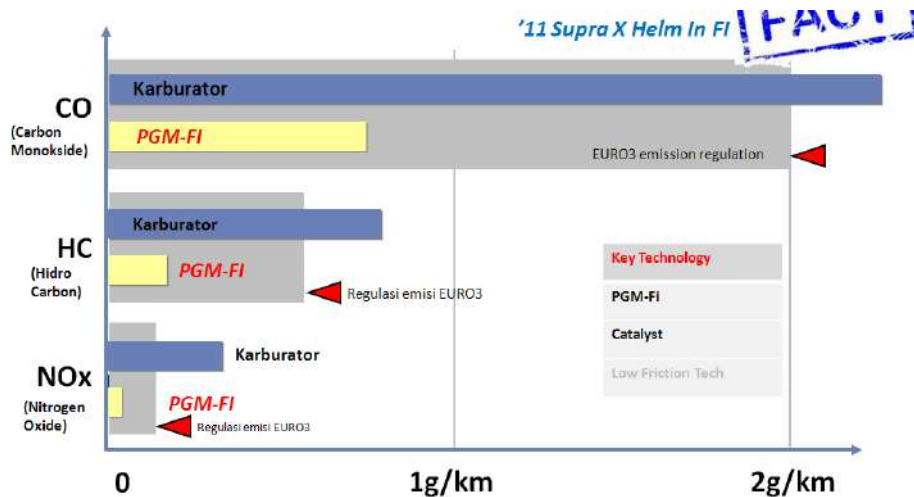 '11 Supra X Helm In FI
FACT
CO
(Carbon
Monokside)
Karburator
PGM-FI
EURO3 emission regulation
HC
(Hidro
Carbon)
Karburator
PGM-FI
Regulasi emisi EURO3
NOx
(Nitrogen
Oxide)
Karburator
PGM-FI
Regulasi emisi EURO3
Key Technology
PGM-Fi
Catalyst
Low Friction Tech
0
1g/km
2g/km